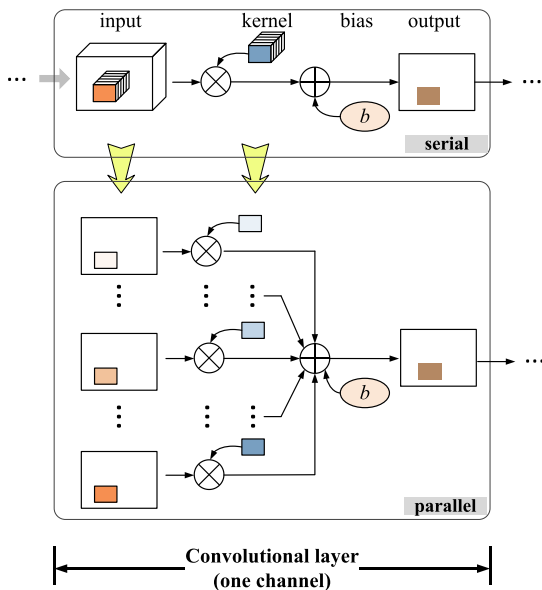 input kernel bias output
...
...
b
serial
...
b
parallel
Convolutional layer
(one channel)